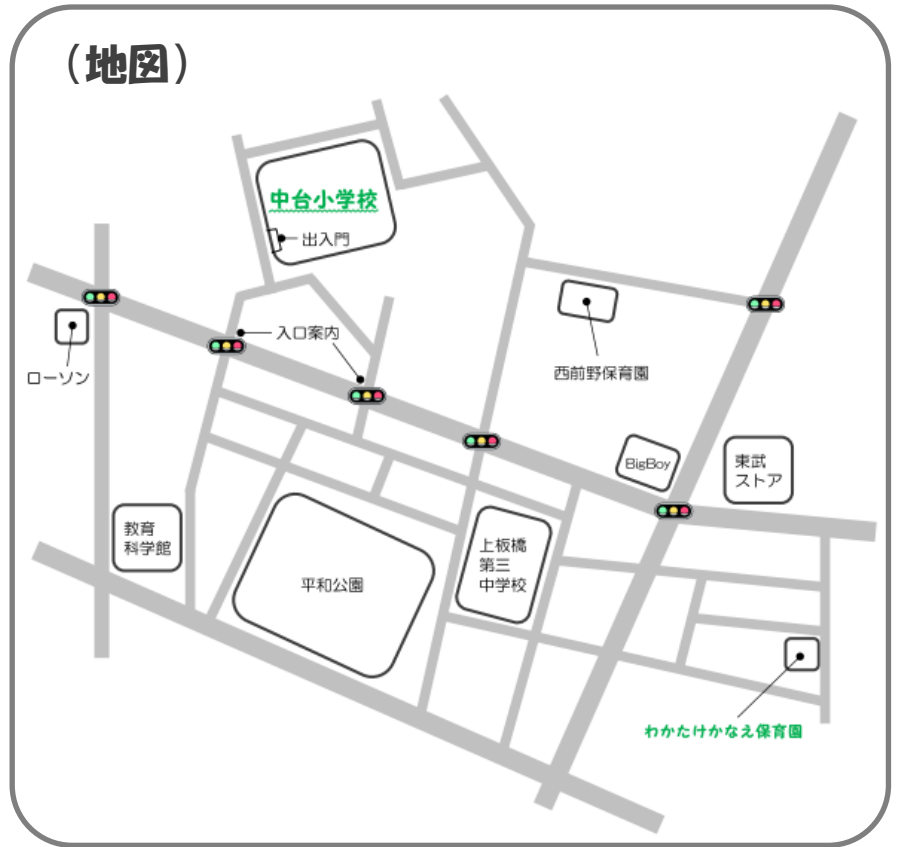 （地図）
中台小学校
出入門
入口案内
ローソン
西前野保育園
BigBoy
東武
ストア
教育
科学館
上板橋
第三
中学校
平和公園
わかたけかなえ保育園